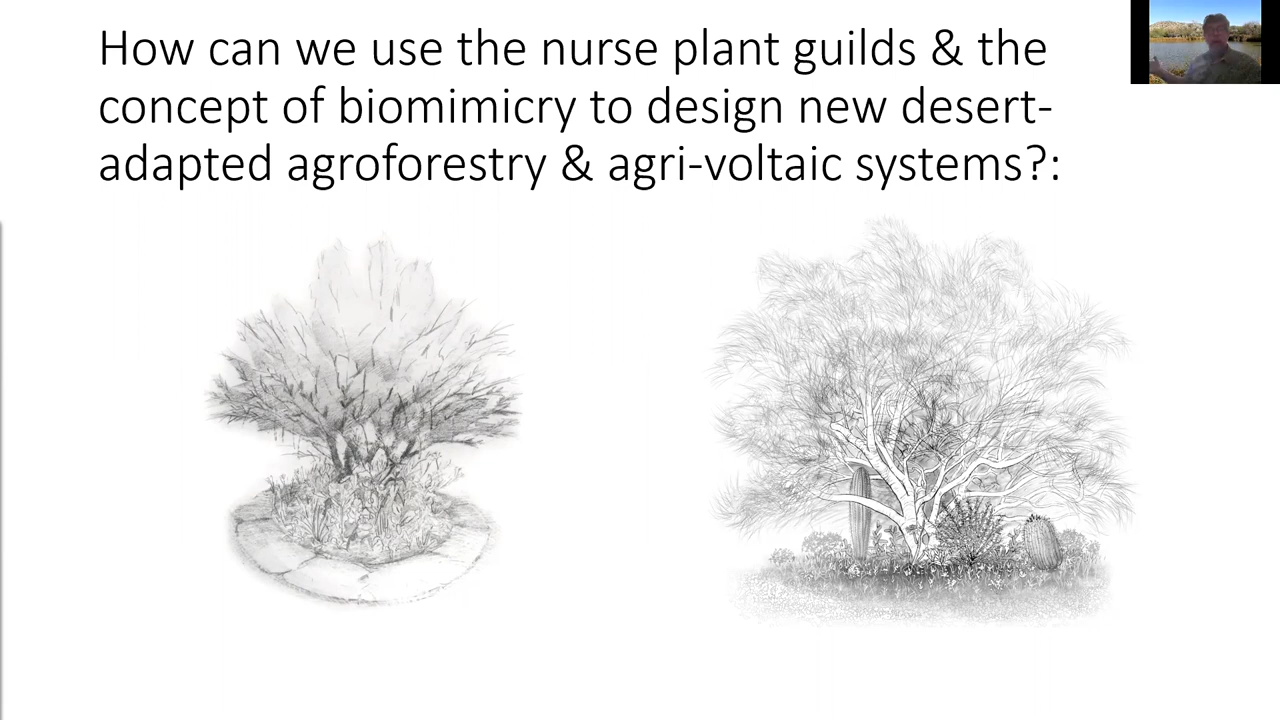 How can we use the nurse plant guilds & the
concept of biomimicry to design new desert-
adapted agroforestry & agri-voltaic systems?: